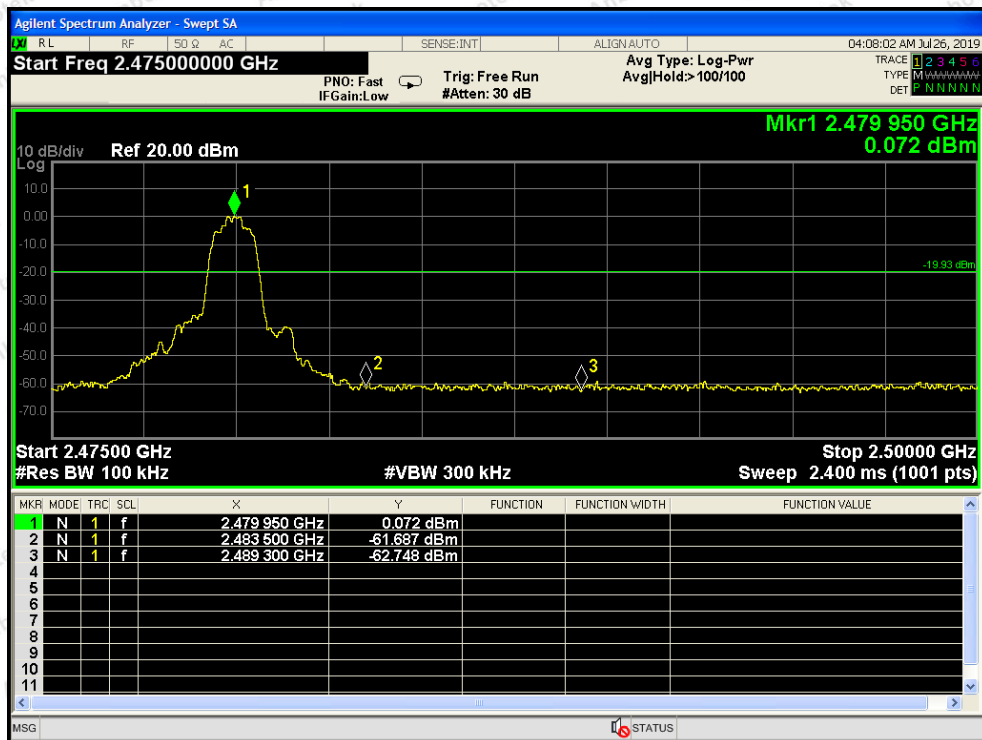 Agilent Spectrum Analyzer - Swept SA
LXI RL RF 50 Ω AC SENSE:INT ALIGN AUTO 04:08:02 AM Jul 26, 2019
Start Freq 2.475000000 GHz
PNO: Fast
IFGain:Low
Trig: Free Run
#Atten: 30 dB
Avg Type: Log-Pwr
Avg|Hold:>100/100
TRACE 1 2 3 4 5 6
TYPE M W W W W W
DET P N N N N N
Mkr1 2.479 950 GHz
0.072 dBm
10 dB/div Ref 20.00 dBm
Log
10.0
0.00
-10.0
-20.0
-30.0
-40.0
-50.0
-60.0
-70.0
1
2
3
-19.93 dBm
Start 2.47500 GHz Stop 2.50000 GHz
#Res BW 100 kHz #VBW 300 kHz Sweep 2.400 ms (1001 pts)
MKR MODE TRC SCL X Y FUNCTION FUNCTION WIDTH FUNCTION VALUE
1 N 1 f 2.479 950 GHz 0.072 dBm
2 N 1 f 2.483 500 GHz -61.687 dBm
3 N 1 f 2.489 300 GHz -62.748 dBm
4
5
6
7
8
9
10
11
MSG STATUS